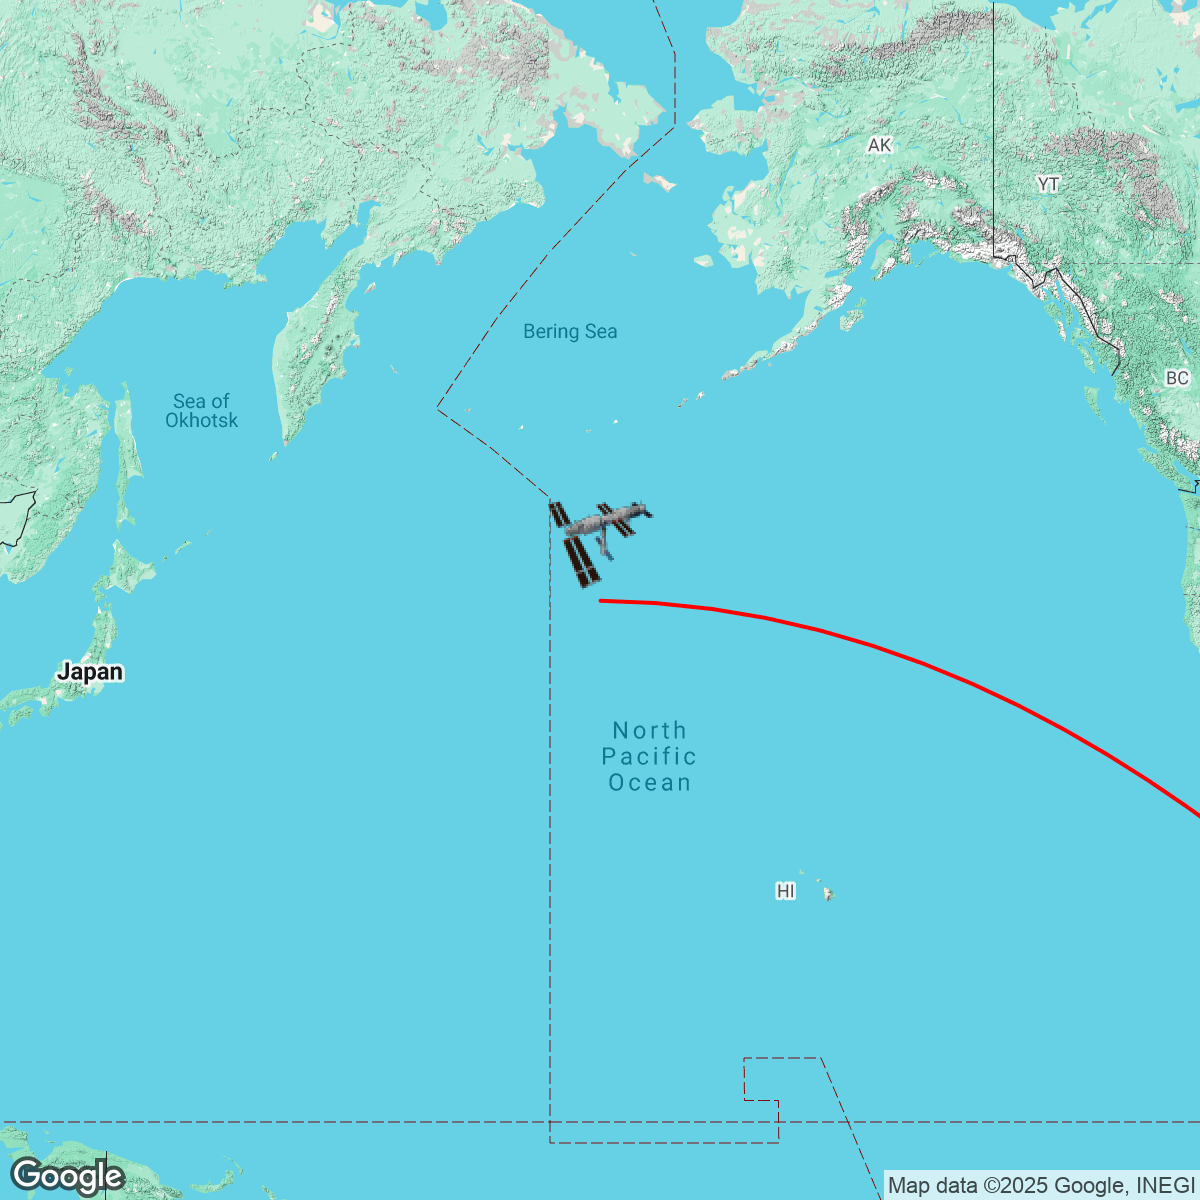 AK
YT
Bering Sea
BC
Sea of
Okhotsk
Japan
North
Pacific
Ocean
HI
Google
Map data ©2025 Google, INEGI